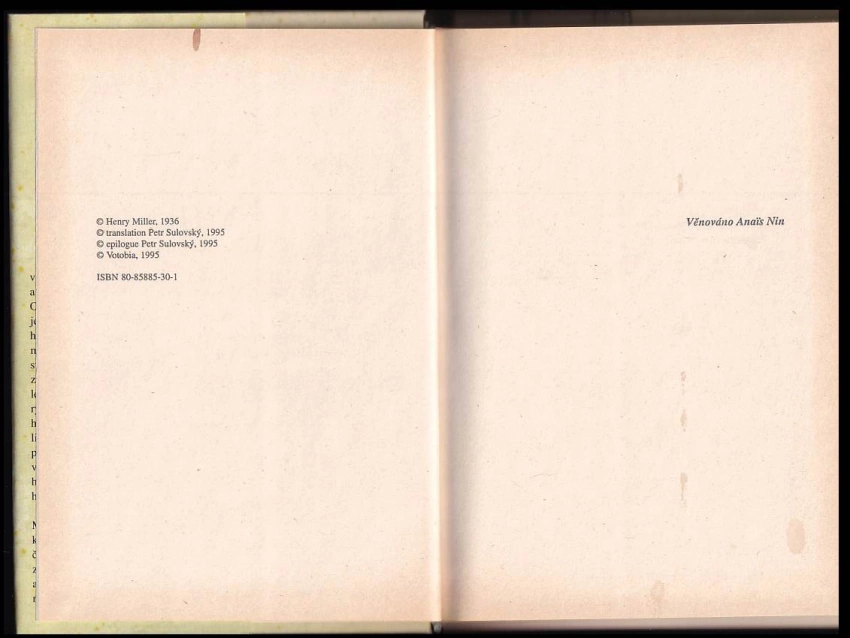 © Henry Miller, 1936
© translation Petr Sulovský, 1995
© epilogue Petr Sulovský, 1995
© Votobia, 1995
ISBN 80-85885-30-1
Věnováno Anaïs Nin